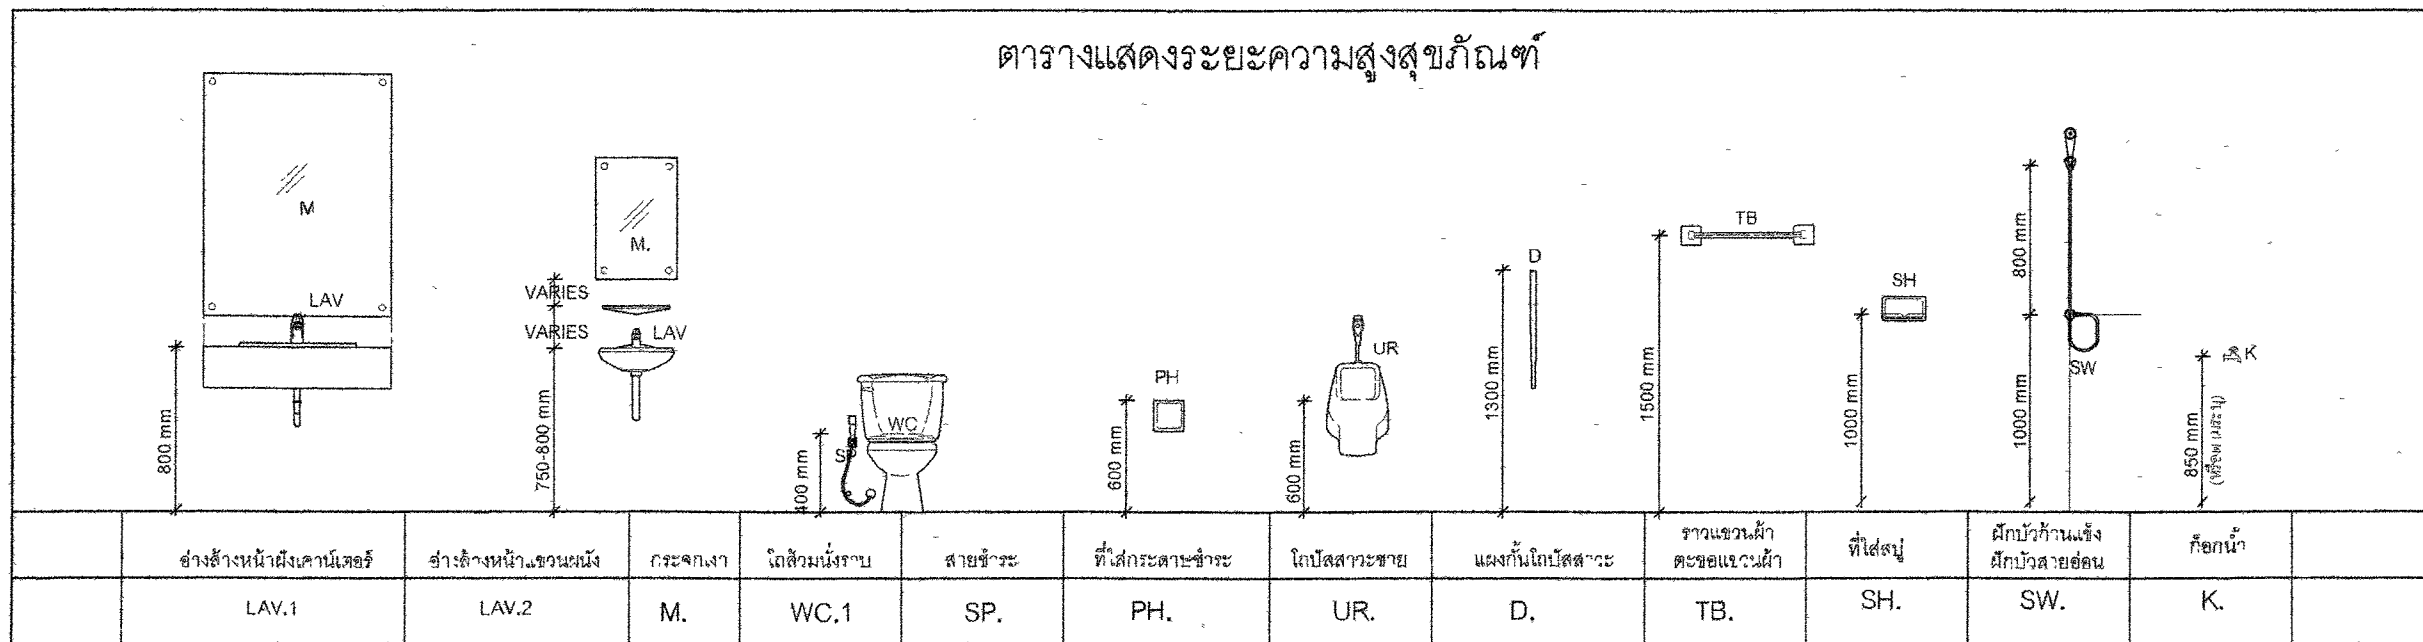 ตารางแสดงระยะความสูงสุขภัณฑ์
M
LAV
800 mm
M.
VARIES
VARIES
LAV
750-800 mm
WC
SP
400 mm
PH
600 mm
UR
600 mm
D
1300 mm
TB
1500 mm
SH
1000 mm
800 mm
1000 mm
SW
K
850 mm
อ่างล้างหน้าฝังเคาน์เตอร์ อ่างล้างหน้าแขวนผนัง กระจกเงา โถส้วมนั่งราบ สายชำระ ที่ใส่กระดาษชำระ โถปัสสาวะชาย แผงกั้นโถปัสสาวะ ราวแขวนผ้า ที่ใส่สบู่ ฝักบัวก้านแข็ง ก็อกน้ำ
ตะขอแขวนผ้า ฝักบัวสายอ่อน
LAV.1 LAV.2 M. WC.1 SP. PH. UR. D. TB. SH. SW. K.